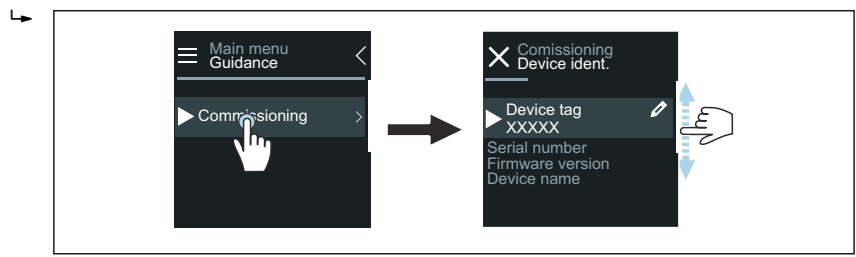 Main menu
Guidance
Commissioning
Comissioning
Device ident.
Device tag
XXXXX
Serial number
Firmware version
Device name